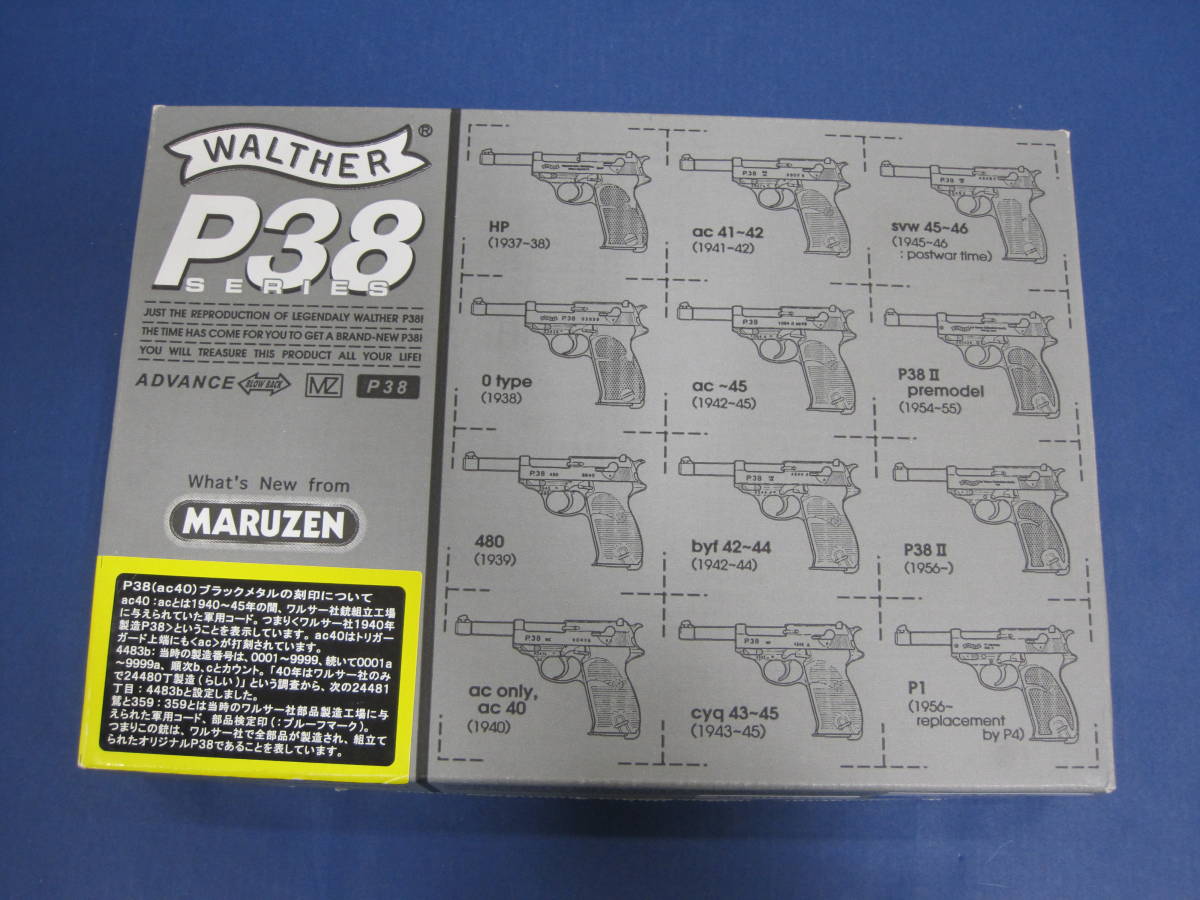 WALTHER®
P38
SERIES
JUST THE REPRODUCTION OF LEGENDALY WALTHER P38!
THE TIME HAS COME FOR YOU TO GET A BRAND-NEW P38!
YOU WILL TREASURE THIS PRODUCT ALL YOUR LIFE!
ADVANCE BLOW BACK MZ P38
What's New from
MARUZEN
P38(ac40)ブラックメタルの刻印について
ac40:acとは1940~45年の間、ワルサー社銃組立工場
に与えられていた軍用コード。つまり<ワルサー社1940年
製造P38>ということを表示しています。ac40はトリガー
ガード上端にも<ac>が打刻されています。
4483b:当時の製造番号は、0001~9999、続いて0001a
~9999a、順次b、cとカウント。「40年はワルサー社のみ
で24480丁製造(らしい)」という調査から、次の24481
丁目:4483bと設定しました。
鷲と359:359とは当時のワルサー社部品製造工場に与
えられた軍用コード、部品検定印(:プルーフマーク)。
つまりこの銃は、ワルサー社で全部品が製造され、組立て
られたオリジナルP38であることを表しています。
HP
(1937~38)
ac 41~42
(1941~42)
svw 45~46
(1945~46
: postwar time)
0 type
(1938)
ac ~45
(1942~45)
P38 II
premodel
(1954~55)
480
(1939)
byf 42~44
(1942~44)
P38 II
(1956~)
ac only,
ac 40
(1940)
cyq 43~45
(1943~45)
P1
(1956~
replacement
by P4)